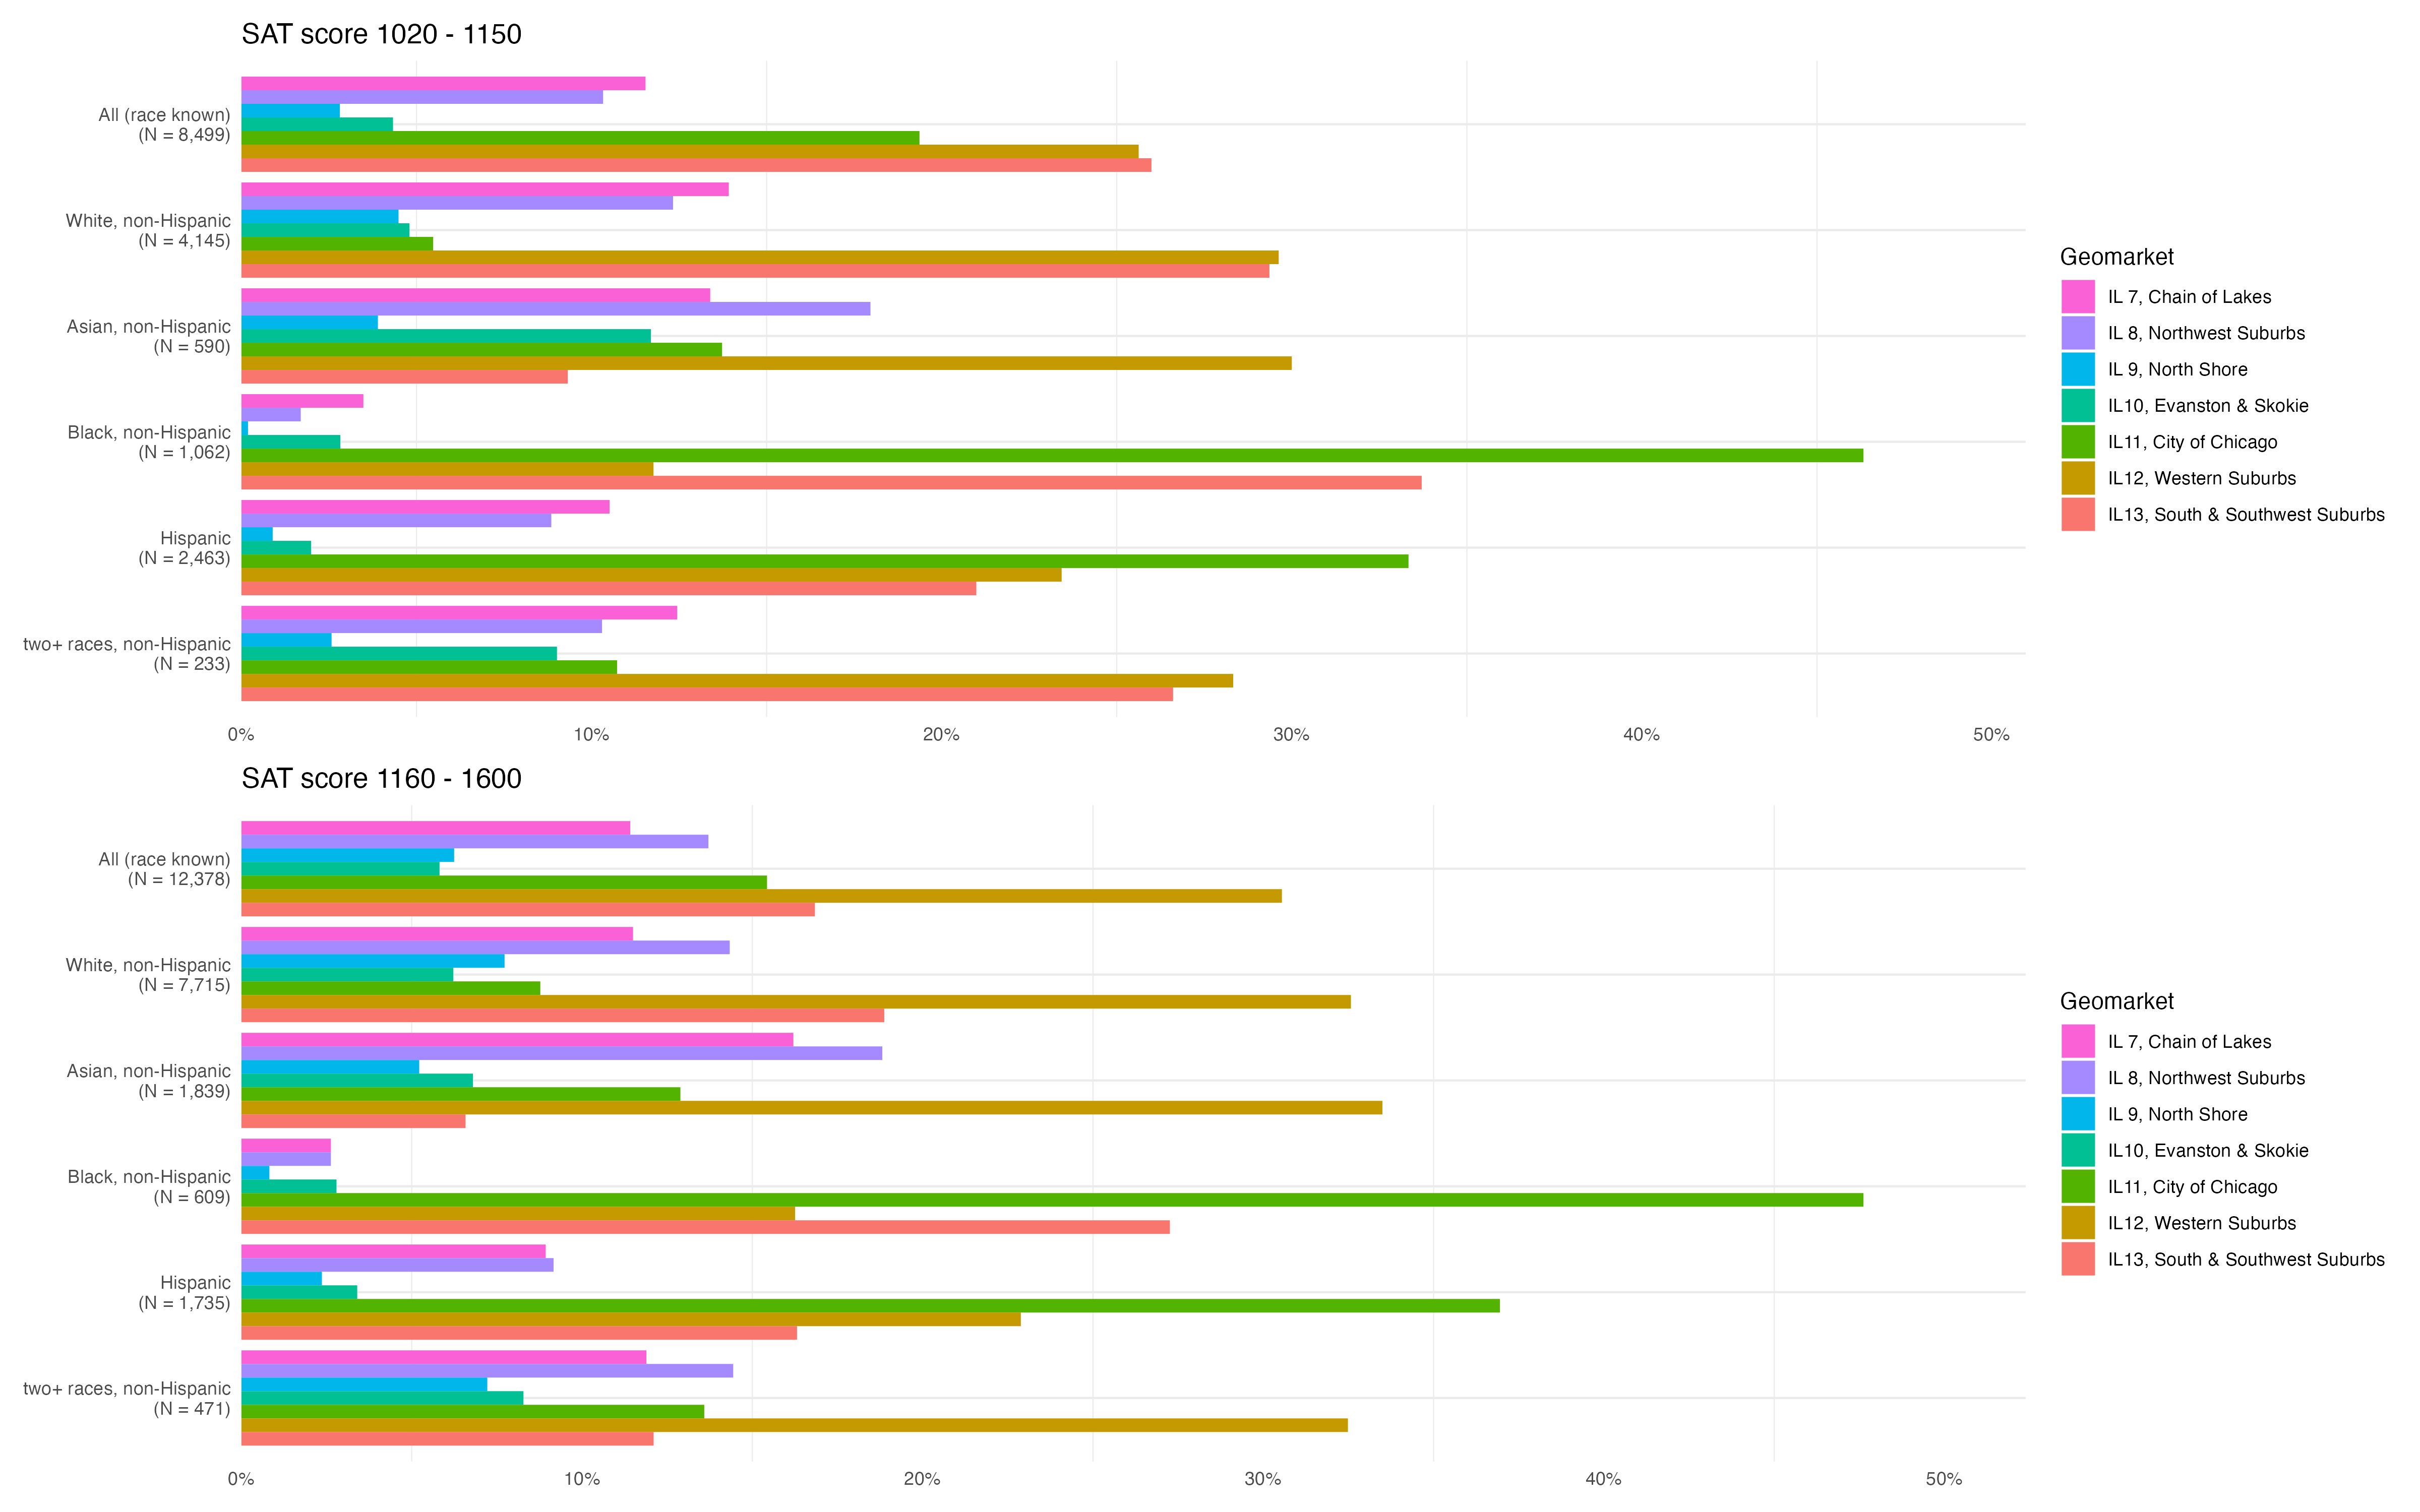 SAT score 1020 - 1150
All (race known)
(N = 8,499)
White, non-Hispanic
(N = 4,145)
Asian, non-Hispanic
(N = 590)
Black, non-Hispanic
(N = 1,062)
Hispanic
(N = 2,463)
two+ races, non-Hispanic
(N = 233)
0% 10% 20% 30% 40% 50%
Geomarket
IL 7, Chain of Lakes
IL 8, Northwest Suburbs
IL 9, North Shore
IL10, Evanston & Skokie
IL11, City of Chicago
IL12, Western Suburbs
IL13, South & Southwest Suburbs
SAT score 1160 - 1600
All (race known)
(N = 12,378)
White, non-Hispanic
(N = 7,715)
Asian, non-Hispanic
(N = 1,839)
Black, non-Hispanic
(N = 609)
Hispanic
(N = 1,735)
two+ races, non-Hispanic
(N = 471)
0% 10% 20% 30% 40% 50%
Geomarket
IL 7, Chain of Lakes
IL 8, Northwest Suburbs
IL 9, North Shore
IL10, Evanston & Skokie
IL11, City of Chicago
IL12, Western Suburbs
IL13, South & Southwest Suburbs